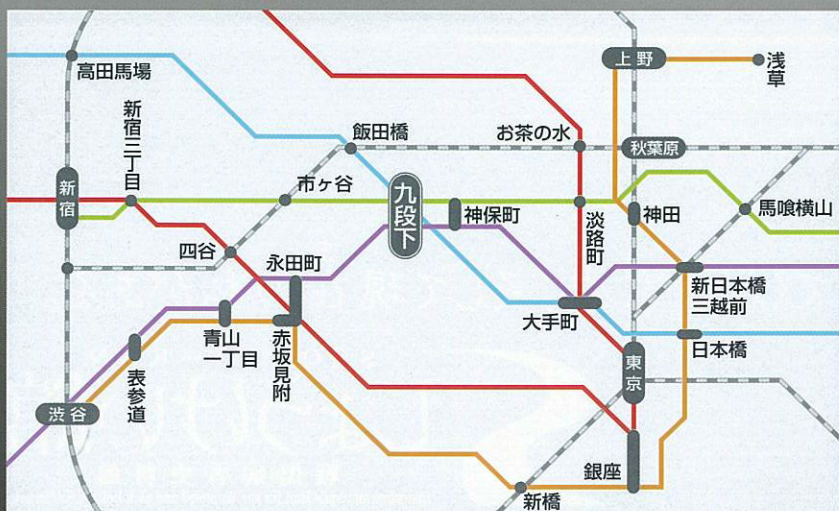 高田馬場
上野
浅草
新宿三丁目
飯田橋
お茶の水
秋葉原
新宿
市ヶ谷
九段下
神保町
淡路町
神田
馬喰横山
四谷
永田町
新日本橋
三越前
大手町
青山
一丁目
赤坂見附
日本橋
表参道
東京
渋谷
銀座
新橋